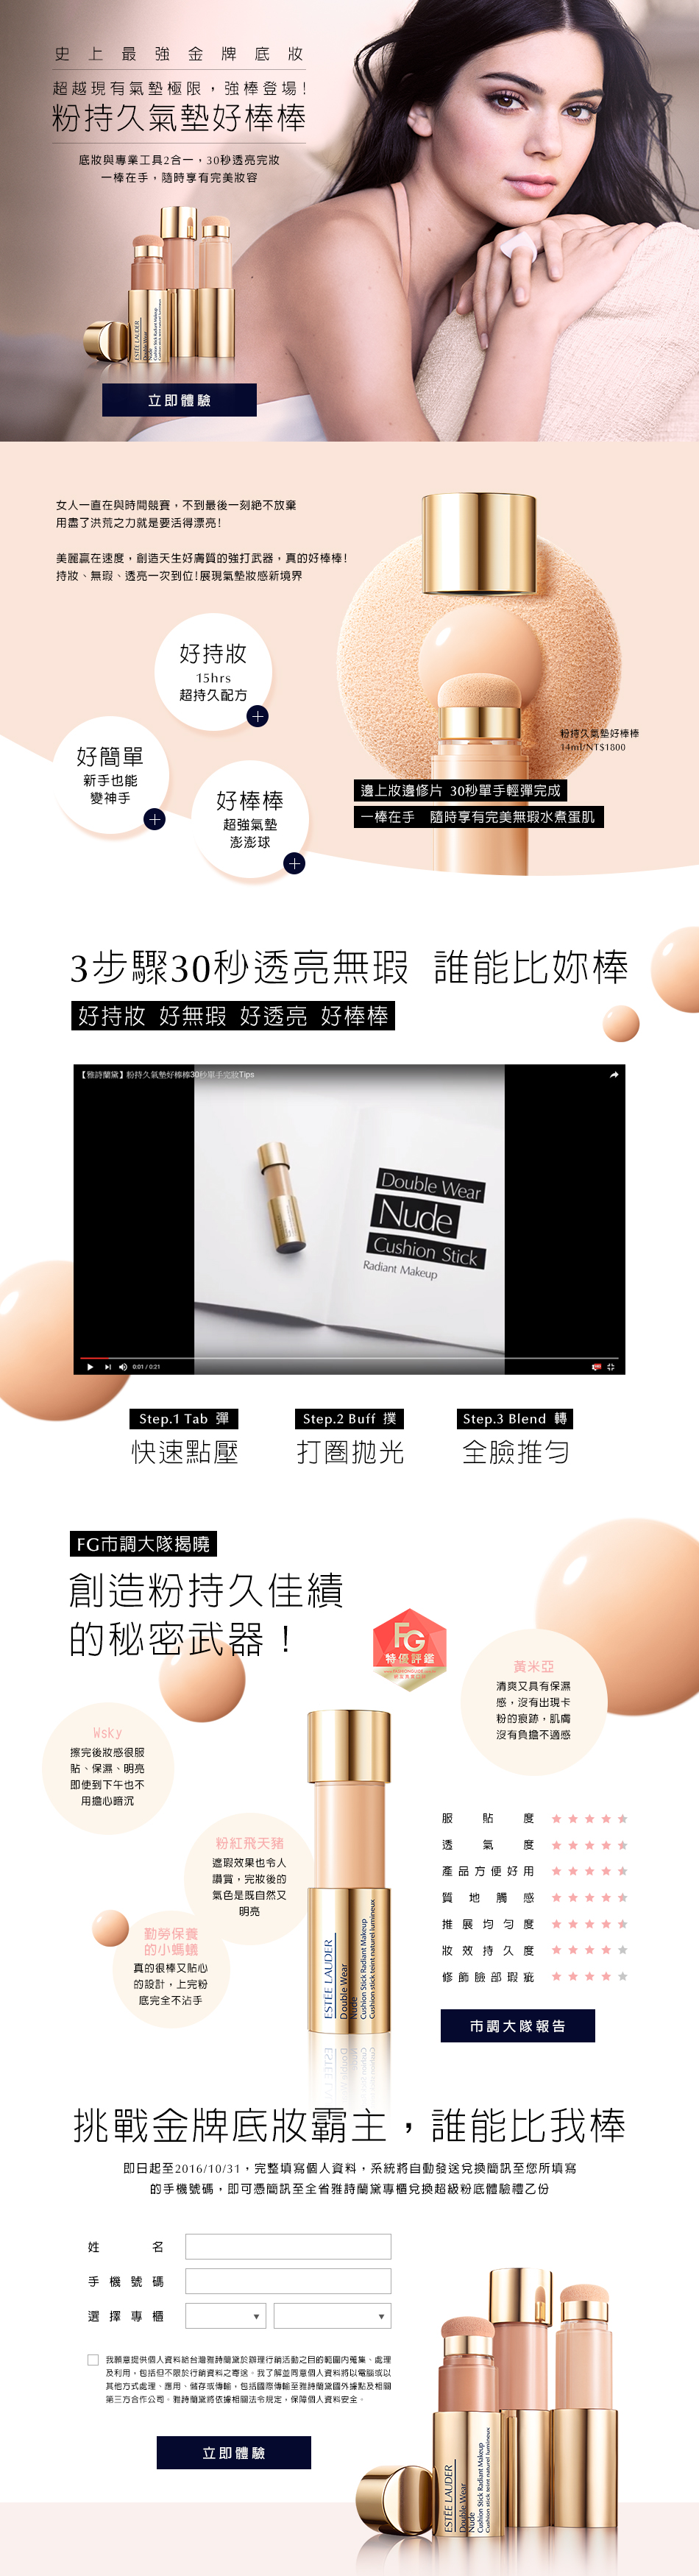 史上最強金牌底妝
超越現有氣墊極限，強棒登場！
粉持久氣墊好棒棒
底妝與專業工具2合一，30秒透亮完妝
一棒在手，隨時享有完美妝容
ESTĒE LAUDER
Double Wear
Nude
Cushion Stick Radiant Makeup
立即體驗
女人一直在與時間競賽，不到最後一刻絕不放棄
用盡了洪荒之力就是要活得漂亮！
美麗贏在速度，創造天生好膚質的強打武器，真的好棒棒！
持妝、無瑕、透亮一次到位！展現氣墊妝感新境界
好持妝
15hrs
超持久配方
好簡單
新手也能
變神手
好棒棒
超強氣墊
澎澎球
粉持久氣墊好棒棒
14ml/NT$1800
邊上妝邊修片 30秒單手輕彈完成
一棒在手 隨時享有完美無瑕水煮蛋肌
3步驟30秒透亮無瑕 誰能比妳棒
好持妝 好無瑕 好透亮 好棒棒
【雅詩蘭黛】粉持久氣墊好棒棒30秒單手完妝Tips
Double Wear
Nude
Cushion Stick
Radiant Makeup
0:01 / 0:21
Step.1 Tab 彈
快速點壓
Step.2 Buff 撲
打圈拋光
Step.3 Blend 轉
全臉推勻
FG市調大隊揭曉
創造粉持久佳績
的秘密武器！
FG
特優評鑑
黃米亞
清爽又具有保濕
感，沒有出現卡
粉的痕跡，肌膚
沒有負擔不適感
Wsky
擦完後妝感很服
貼、保濕、明亮
即使到下午也不
用擔心暗沉
粉紅飛天豬
遮瑕效果也令人
讚賞，完妝後的
氣色是既自然又
明亮
勤勞保養
的小螞蟻
真的很棒又貼心
的設計，上完粉
底完全不沾手
ESTĒE LAUDER
Double Wear
Nude
Cushion Stick Radiant Makeup
Cushion stick teint naturel lumineux
服貼度
透氣度
產品方便好用
質地觸感
推展均勻度
妝效持久度
修飾臉部瑕疵
市調大隊報告
挑戰金牌底妝霸主，誰能比我棒
即日起至2016/10/31，完整填寫個人資料，系統將自動發送兌換簡訊至您所填寫
的手機號碼，即可憑簡訊至全省雅詩蘭黛專櫃兌換超級粉底體驗禮乙份
姓名
手機號碼
選擇專櫃
我願意提供個人資料給台灣雅詩蘭黛於辦理行銷活動之目的範圍內蒐集、處理
及利用，包括但不限於行銷資料之寄送。我了解並同意個人資料將以電腦或以
其他方式處理、應用、儲存或傳輸，包括國際傳輸至雅詩蘭黛國外據點及相關
第三方合作公司。雅詩蘭黛將依據相關法令規定，保障個人資料安全。
立即體驗
ESTĒE LAUDER
Double Wear
Nude
Cushion Stick Radiant Makeup
Cushion stick teint naturel lumineux